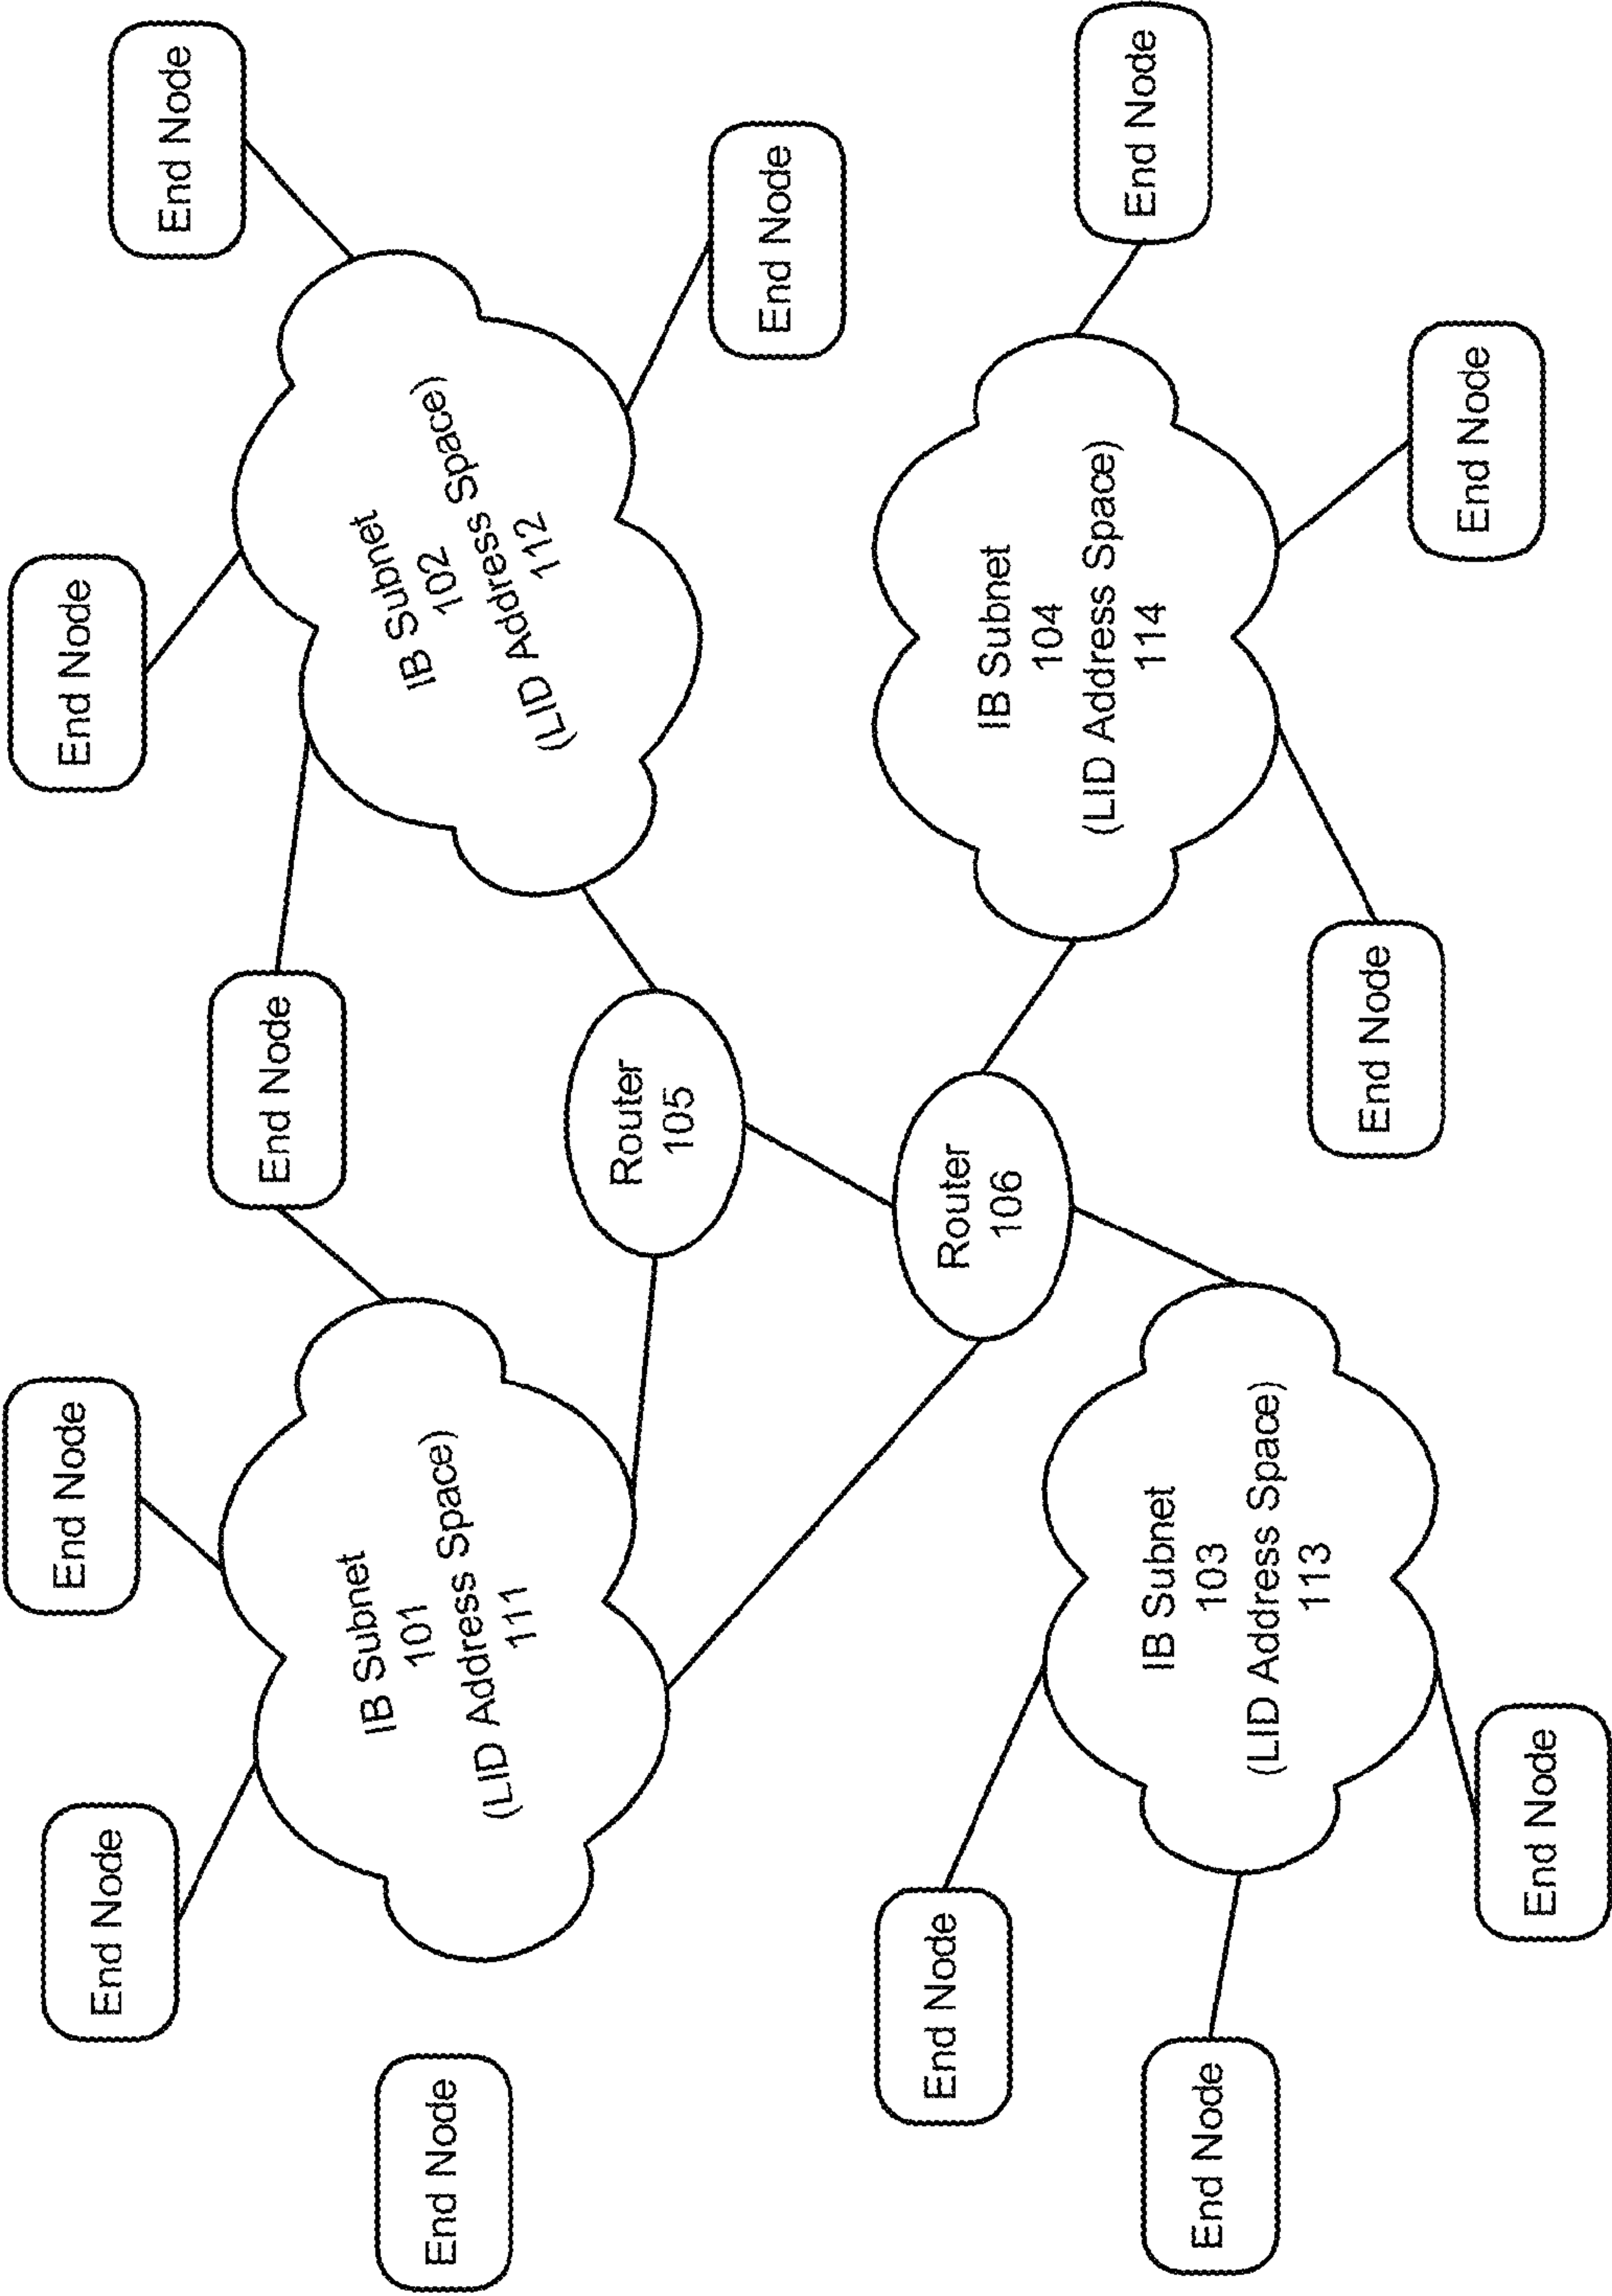 End Node
End Node
End Node
End Node
End Node
IB Subnet
101
(LID Address Space)
111
IB Subnet
102
(LID Address Space)
112
End Node
Router
105
End Node
End Node
Router
106
IB Subnet
104
(LID Address Space)
114
End Node
IB Subnet
103
(LID Address Space)
113
End Node
End Node
End Node
End Node